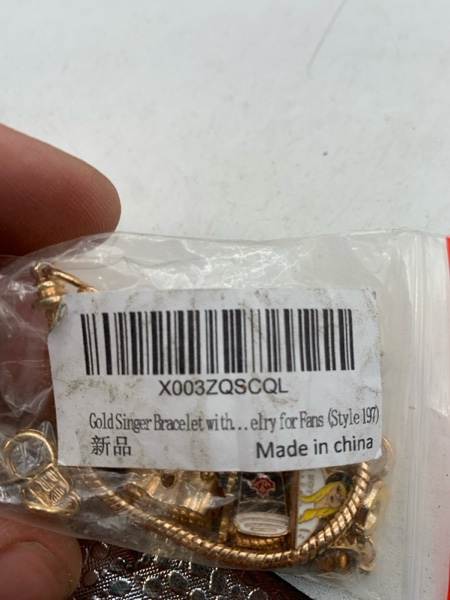 X003ZQSCQL
Gold Singer Bracelet with...elry for Fans (Style 197)
新品
Made in china